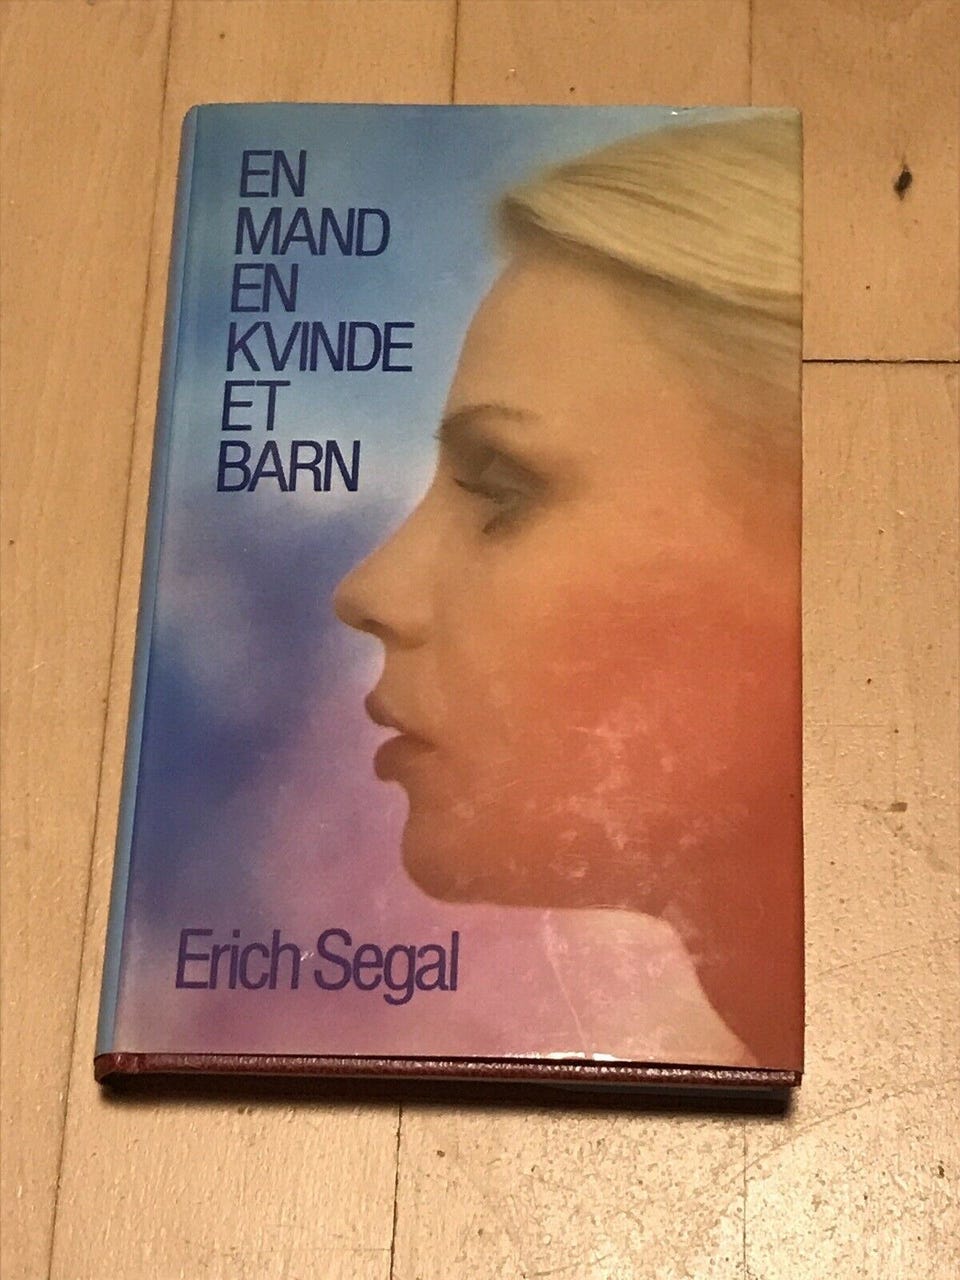 EN
MAND
EN
KVINDE
ET
BARN
Erich Segal